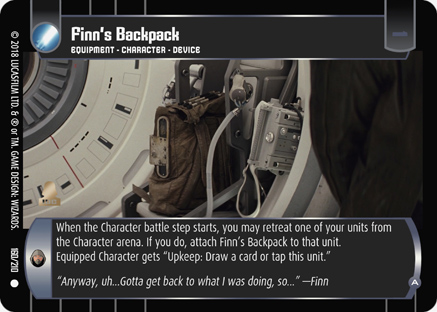 Finn's Backpack
EQUIPMENT • CHARACTER • DEVICE
When the Character battle step starts, you may retreat one of your units from
the Character arena. If you do, attach Finn's Backpack to that unit.
Equipped Character gets "Upkeep: Draw a card or tap this unit."
"Anyway, uh...Gotta get back to what I was doing, so..." —Finn
A
© 2018 LUCASFILM LTD. & ® or TM. GAME DESIGN: WIZARDS.